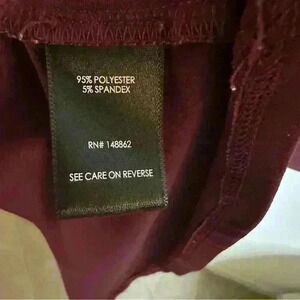 95% POLYESTER
5% SPANDEX
RN# 148862
SEE CARE ON REVERSE